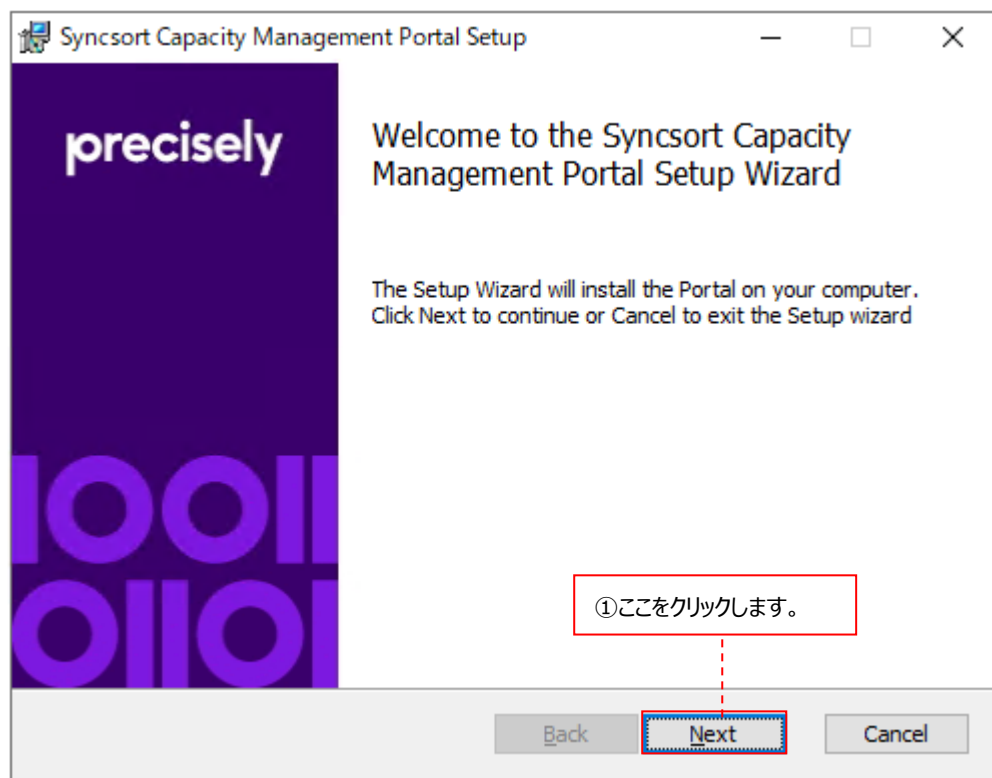 Syncsort Capacity Management Portal Setup
precisely
Welcome to the Syncsort Capacity
Management Portal Setup Wizard
The Setup Wizard will install the Portal on your computer.
Click Next to continue or Cancel to exit the Setup wizard
①ここをクリックします。
Back
Next
Cancel